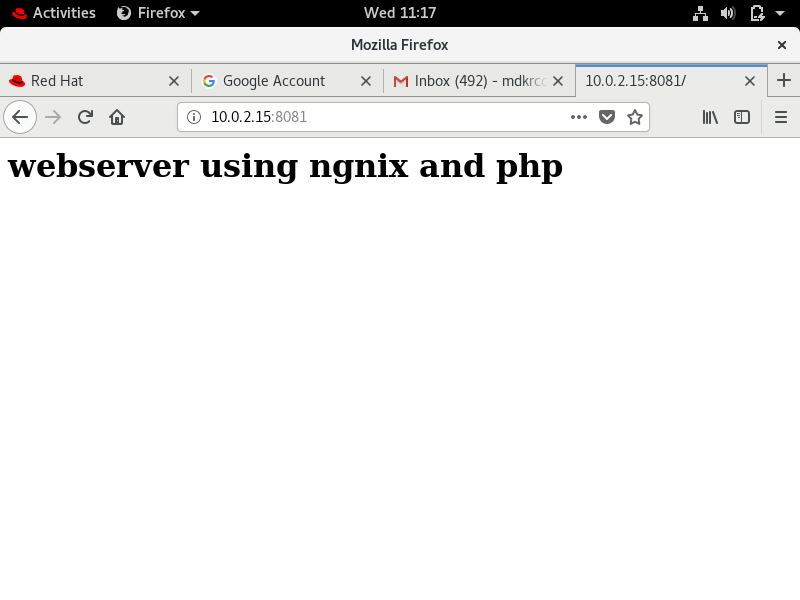 Activities Firefox Wed 11:17
Mozilla Firefox
Red Hat Google Account Inbox (492) - mdkrcc 10.0.2.15:8081/
10.0.2.15:8081
webserver using ngnix and php